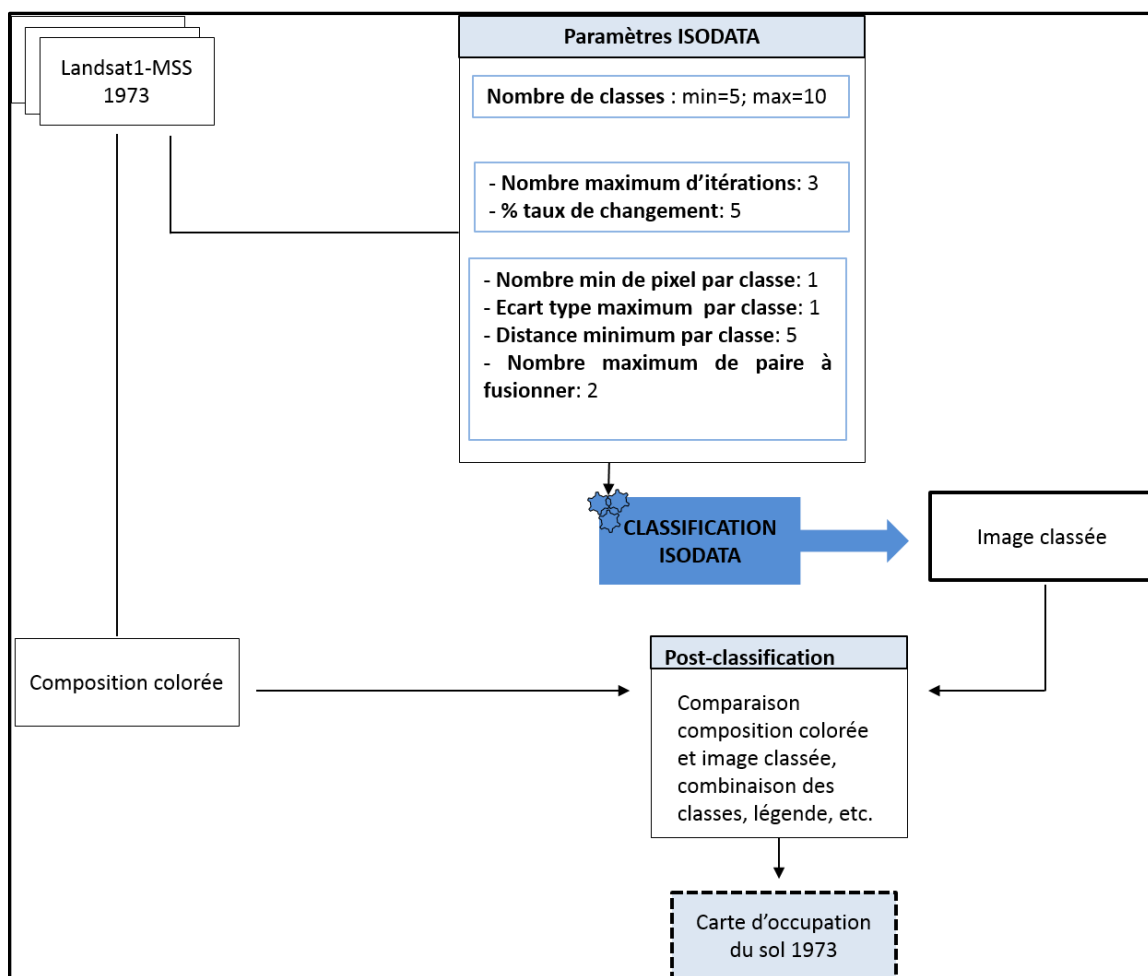 Landsat1-MSS
1973
Paramètres ISODATA
Nombre de classes : min=5; max=10
- Nombre maximum d’itérations: 3
- % taux de changement: 5
- Nombre min de pixel par classe: 1
- Ecart type maximum par classe: 1
- Distance minimum par classe: 5
- Nombre maximum de paire à
fusionner: 2
CLASSIFICATION
ISODATA
Image classée
Composition colorée
Post-classification
Comparaison
composition colorée
et image classée,
combinaison des
classes, légende, etc.
Carte d’occupation
du sol 1973